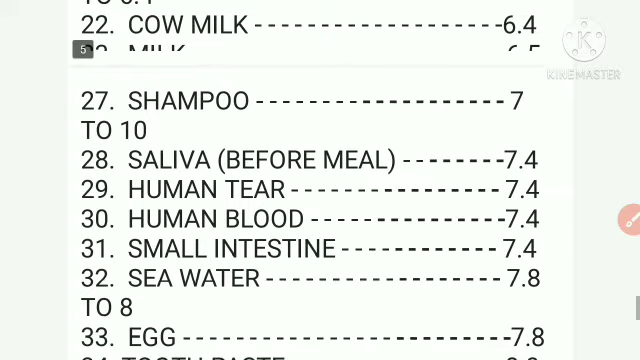 22. COW MILK -------------------6.4
5
KINEMASTER
27. SHAMPOO ------------------- 7
TO 10
28. SALIVA (BEFORE MEAL) ---------7.4
29. HUMAN TEAR ---------------- 7.4
30. HUMAN BLOOD ---------------7.4
31. SMALL INTESTINE ------------ 7.4
32. SEA WATER ------------------ 7.8
TO 8
33. EGG -------------------------7.8